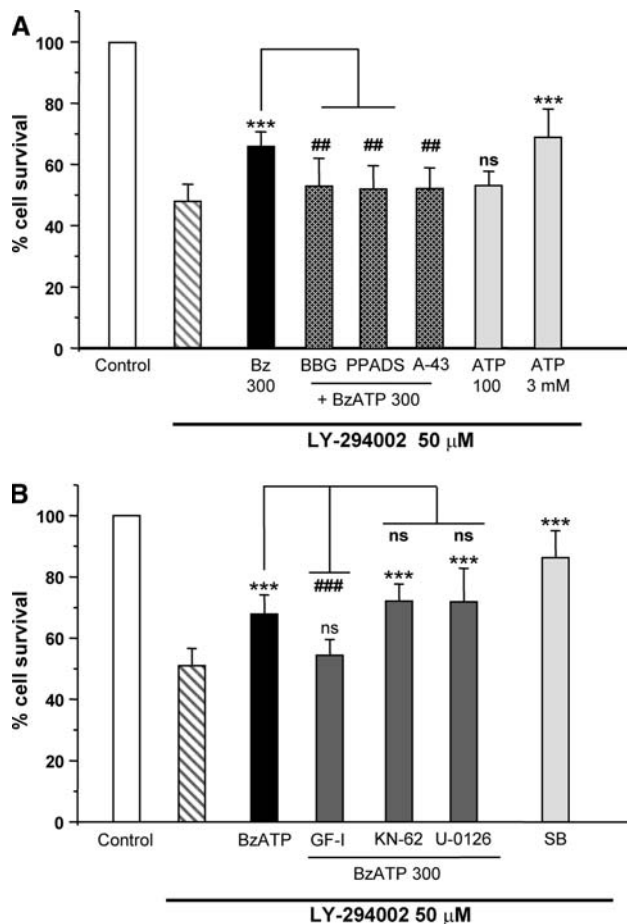 A
100
80
60
40
20
0
% cell survival
***
## ## ##
ns
***
Control
Bz 300
BBG PPADS A-43
+ BzATP 300
ATP 100
ATP 3 mM
LY-294002 50 μM
B
100
80
60
40
20
0
% cell survival
***
###
ns
ns ns
*** ***
***
Control BzATP GF-I KN-62 U-0126 SB
BzATP 300
LY-294002 50 μM